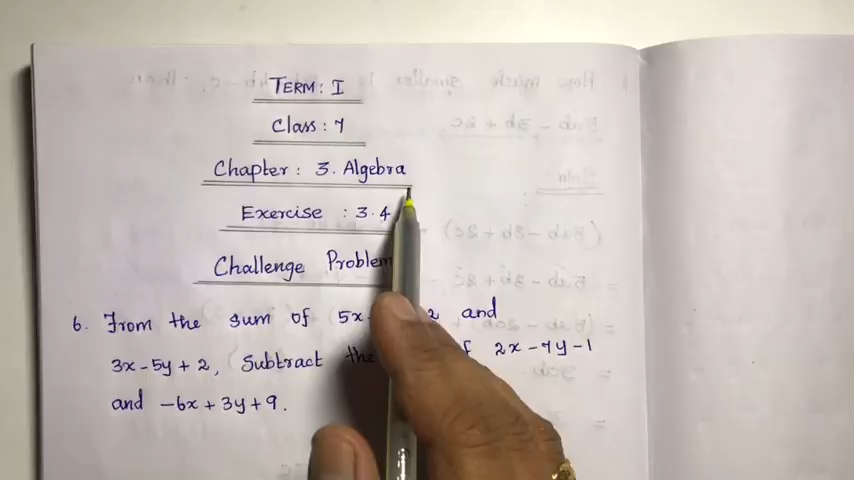 TERM: I
Class: 7
Chapter: 3. Algebra
Exercise : 3.4
Challenge Problem
6. From the sum of 5x 2 and
3x-5y+2, Subtract the 2x-7y-1
and -6x+3y+9.